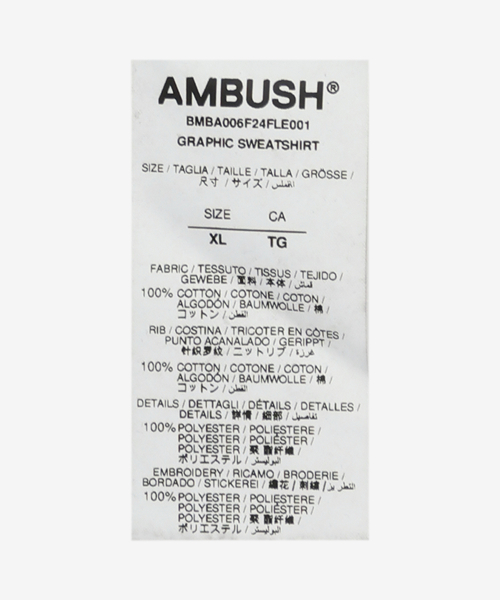 AMBUSH®
BMBA006F24FLE001
GRAPHIC SWEATSHIRT
SIZE / TAGLIA / TAILLE / TALLA / GRÖSSE /
尺寸 / サイズ /
SIZE CA
XL TG
FABRIC / TESSUTO / TISSUS / TEJIDO /
GEWEBE / 面料 / 本体 / قماش
100% COTTON / COTONE / COTON /
ALGODÓN / BAUMWOLLE / 棉 /
コットン / القطن
RIB / COSTINA / TRICOTER EN CÔTES /
PUNTO ACANALADO / GERIPPT /
针织罗纹 / ニットリブ / غرزة
100% COTTON / COTONE / COTON /
ALGODÓN / BAUMWOLLE / 棉 /
コットン / القطن
DETAILS / DETTAGLI / DÉTAILS / DETALLES /
DETAILS / 詳情 / 細部 / تفاصيل
100% POLYESTER / POLIESTERE /
POLYESTER / POLIÉSTER /
POLYESTER / 聚酯纤维 /
ポリエステル / البوليستر
EMBROIDERY / RICAMO / BRODERIE /
BORDADO / STICKEREI / 繡花 / 刺繍 / التطريز
100% POLYESTER / POLIESTERE /
POLYESTER / POLIÉSTER /
POLYESTER / 聚酯纤维 /
ポリエステル / البوليستر